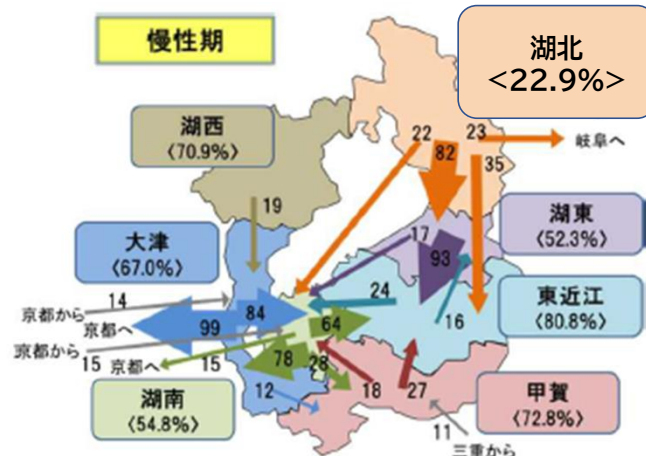 慢性期
湖北
<22.9%>
22
23
82
岐阜へ
35
湖西
〈70.9%〉
19
湖東
〈52.3%〉
17
93
大津
〈67.0%〉
東近江
〈80.8%〉
24
14
京都から
84
京都へ
99
64
16
京都から
15
京都へ
15
78
28
湖南
〈54.8%〉
12
18
27
甲賀
〈72.8%〉
11
三重から